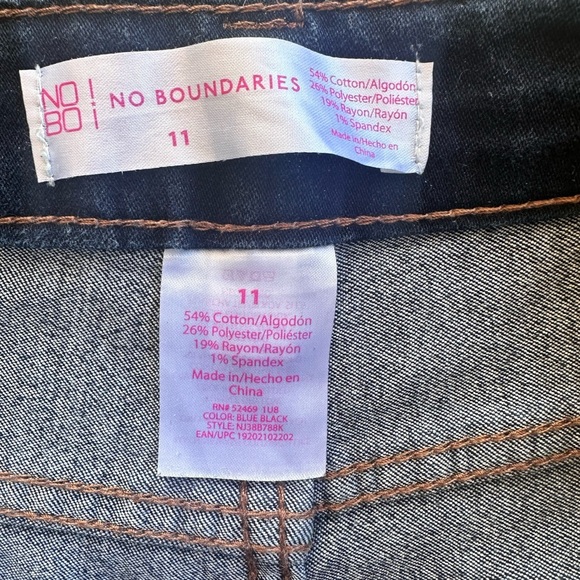 NO !
BO i
NO BOUNDARIES
11
54% Cotton/Algodón
26% Polyester/Poliéster
19% Rayon/Rayón
1% Spandex
Made in/Hecho en
China
11
54% Cotton/Algodón
26% Polyester/Poliéster
19% Rayon/Rayón
1% Spandex
Made in/Hecho en
China
RN# 52469 1U8
COLOR: BLUE BLACK
STYLE: NJ38B788K
EAN/UPC 19202102202